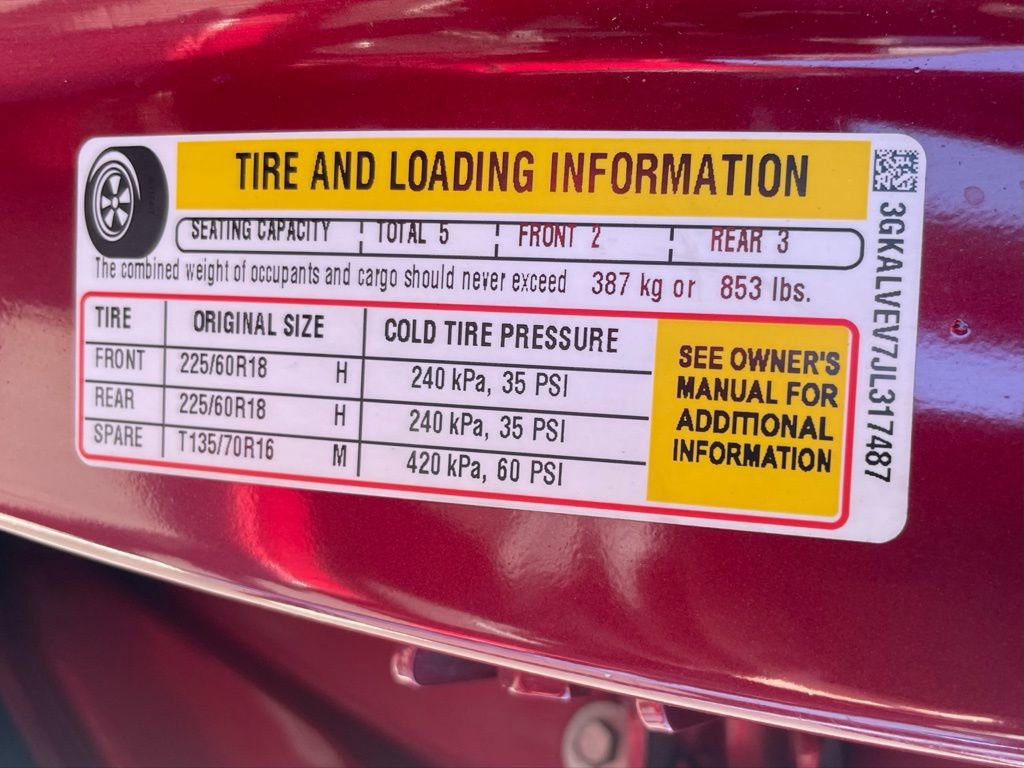 TIRE AND LOADING INFORMATION
SEATING CAPACITY TOTAL 5 FRONT 2 REAR 3
The combined weight of occupants and cargo should never exceed 387 kg or 853 lbs.
TIRE ORIGINAL SIZE COLD TIRE PRESSURE
FRONT 225/60R18 H 240 kPa, 35 PSI
REAR 225/60R18 H 240 kPa, 35 PSI
SPARE T135/70R16 M 420 kPa, 60 PSI
SEE OWNER'S
MANUAL FOR
ADDITIONAL
INFORMATION
3GKALVEV7JL317487